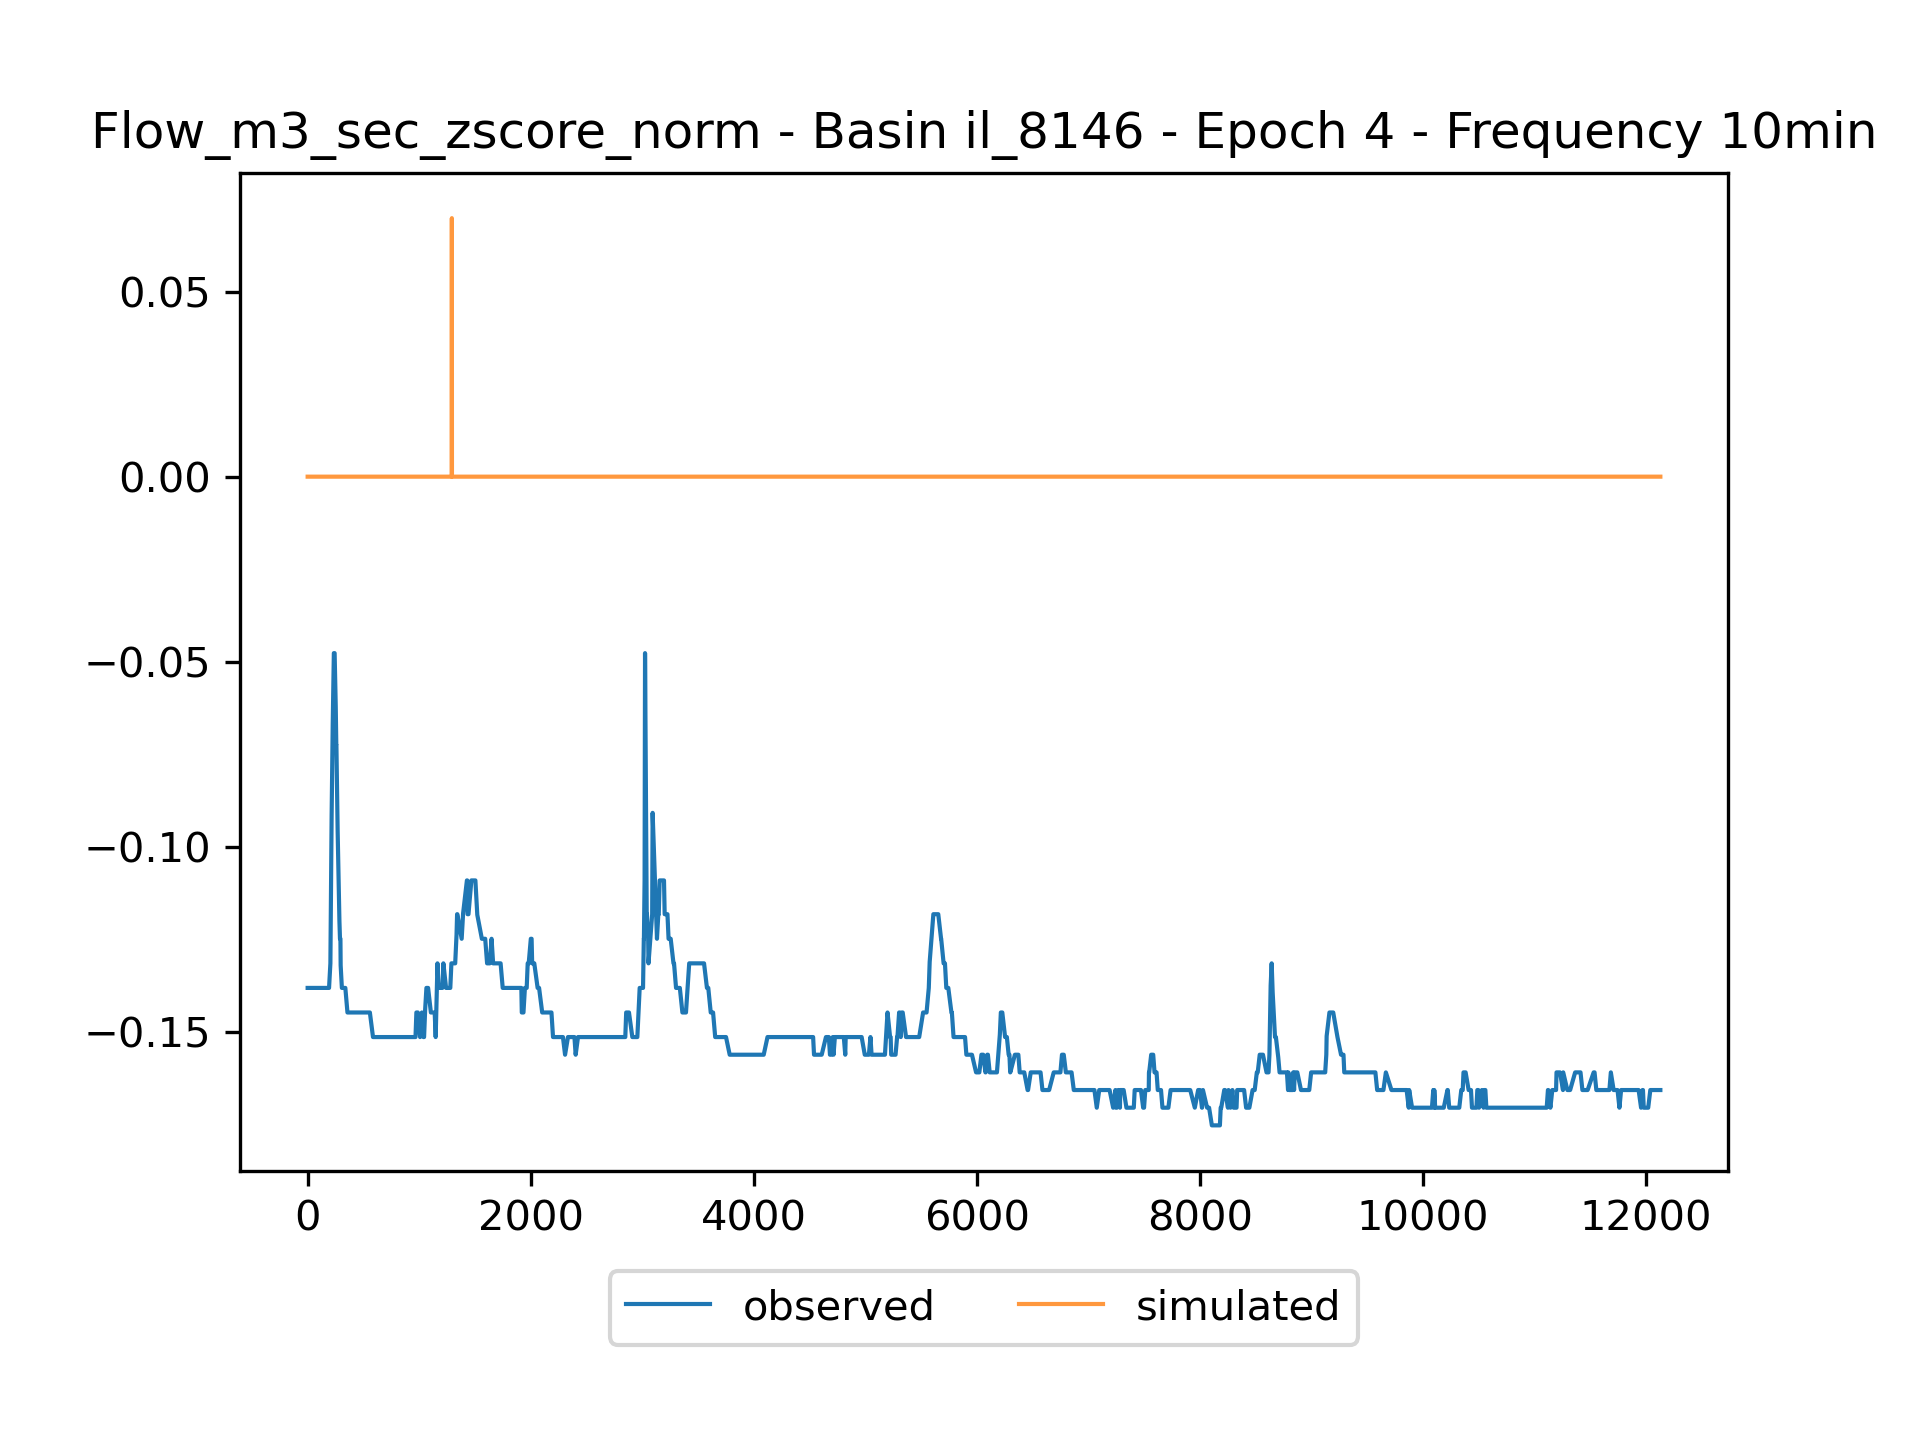 Flow_m3_sec_zscore_norm - Basin il_8146 - Epoch 4 - Frequency 10min
0.05
0.00
−0.05
−0.10
−0.15
0 2000 4000 6000 8000 10000 12000
observed simulated